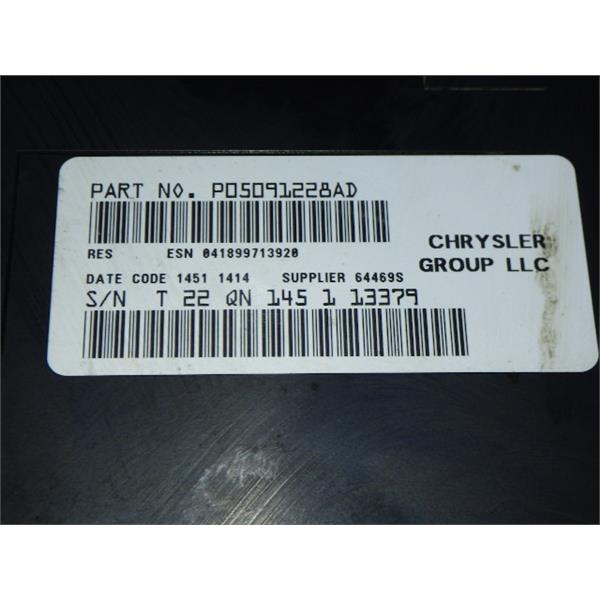 PART NO. P05091228AD
RES ESN 041899713920
CHRYSLER
GROUP LLC
DATE CODE 1451 1414 SUPPLIER 64469S
S/N T 22 QN 145 1 13379